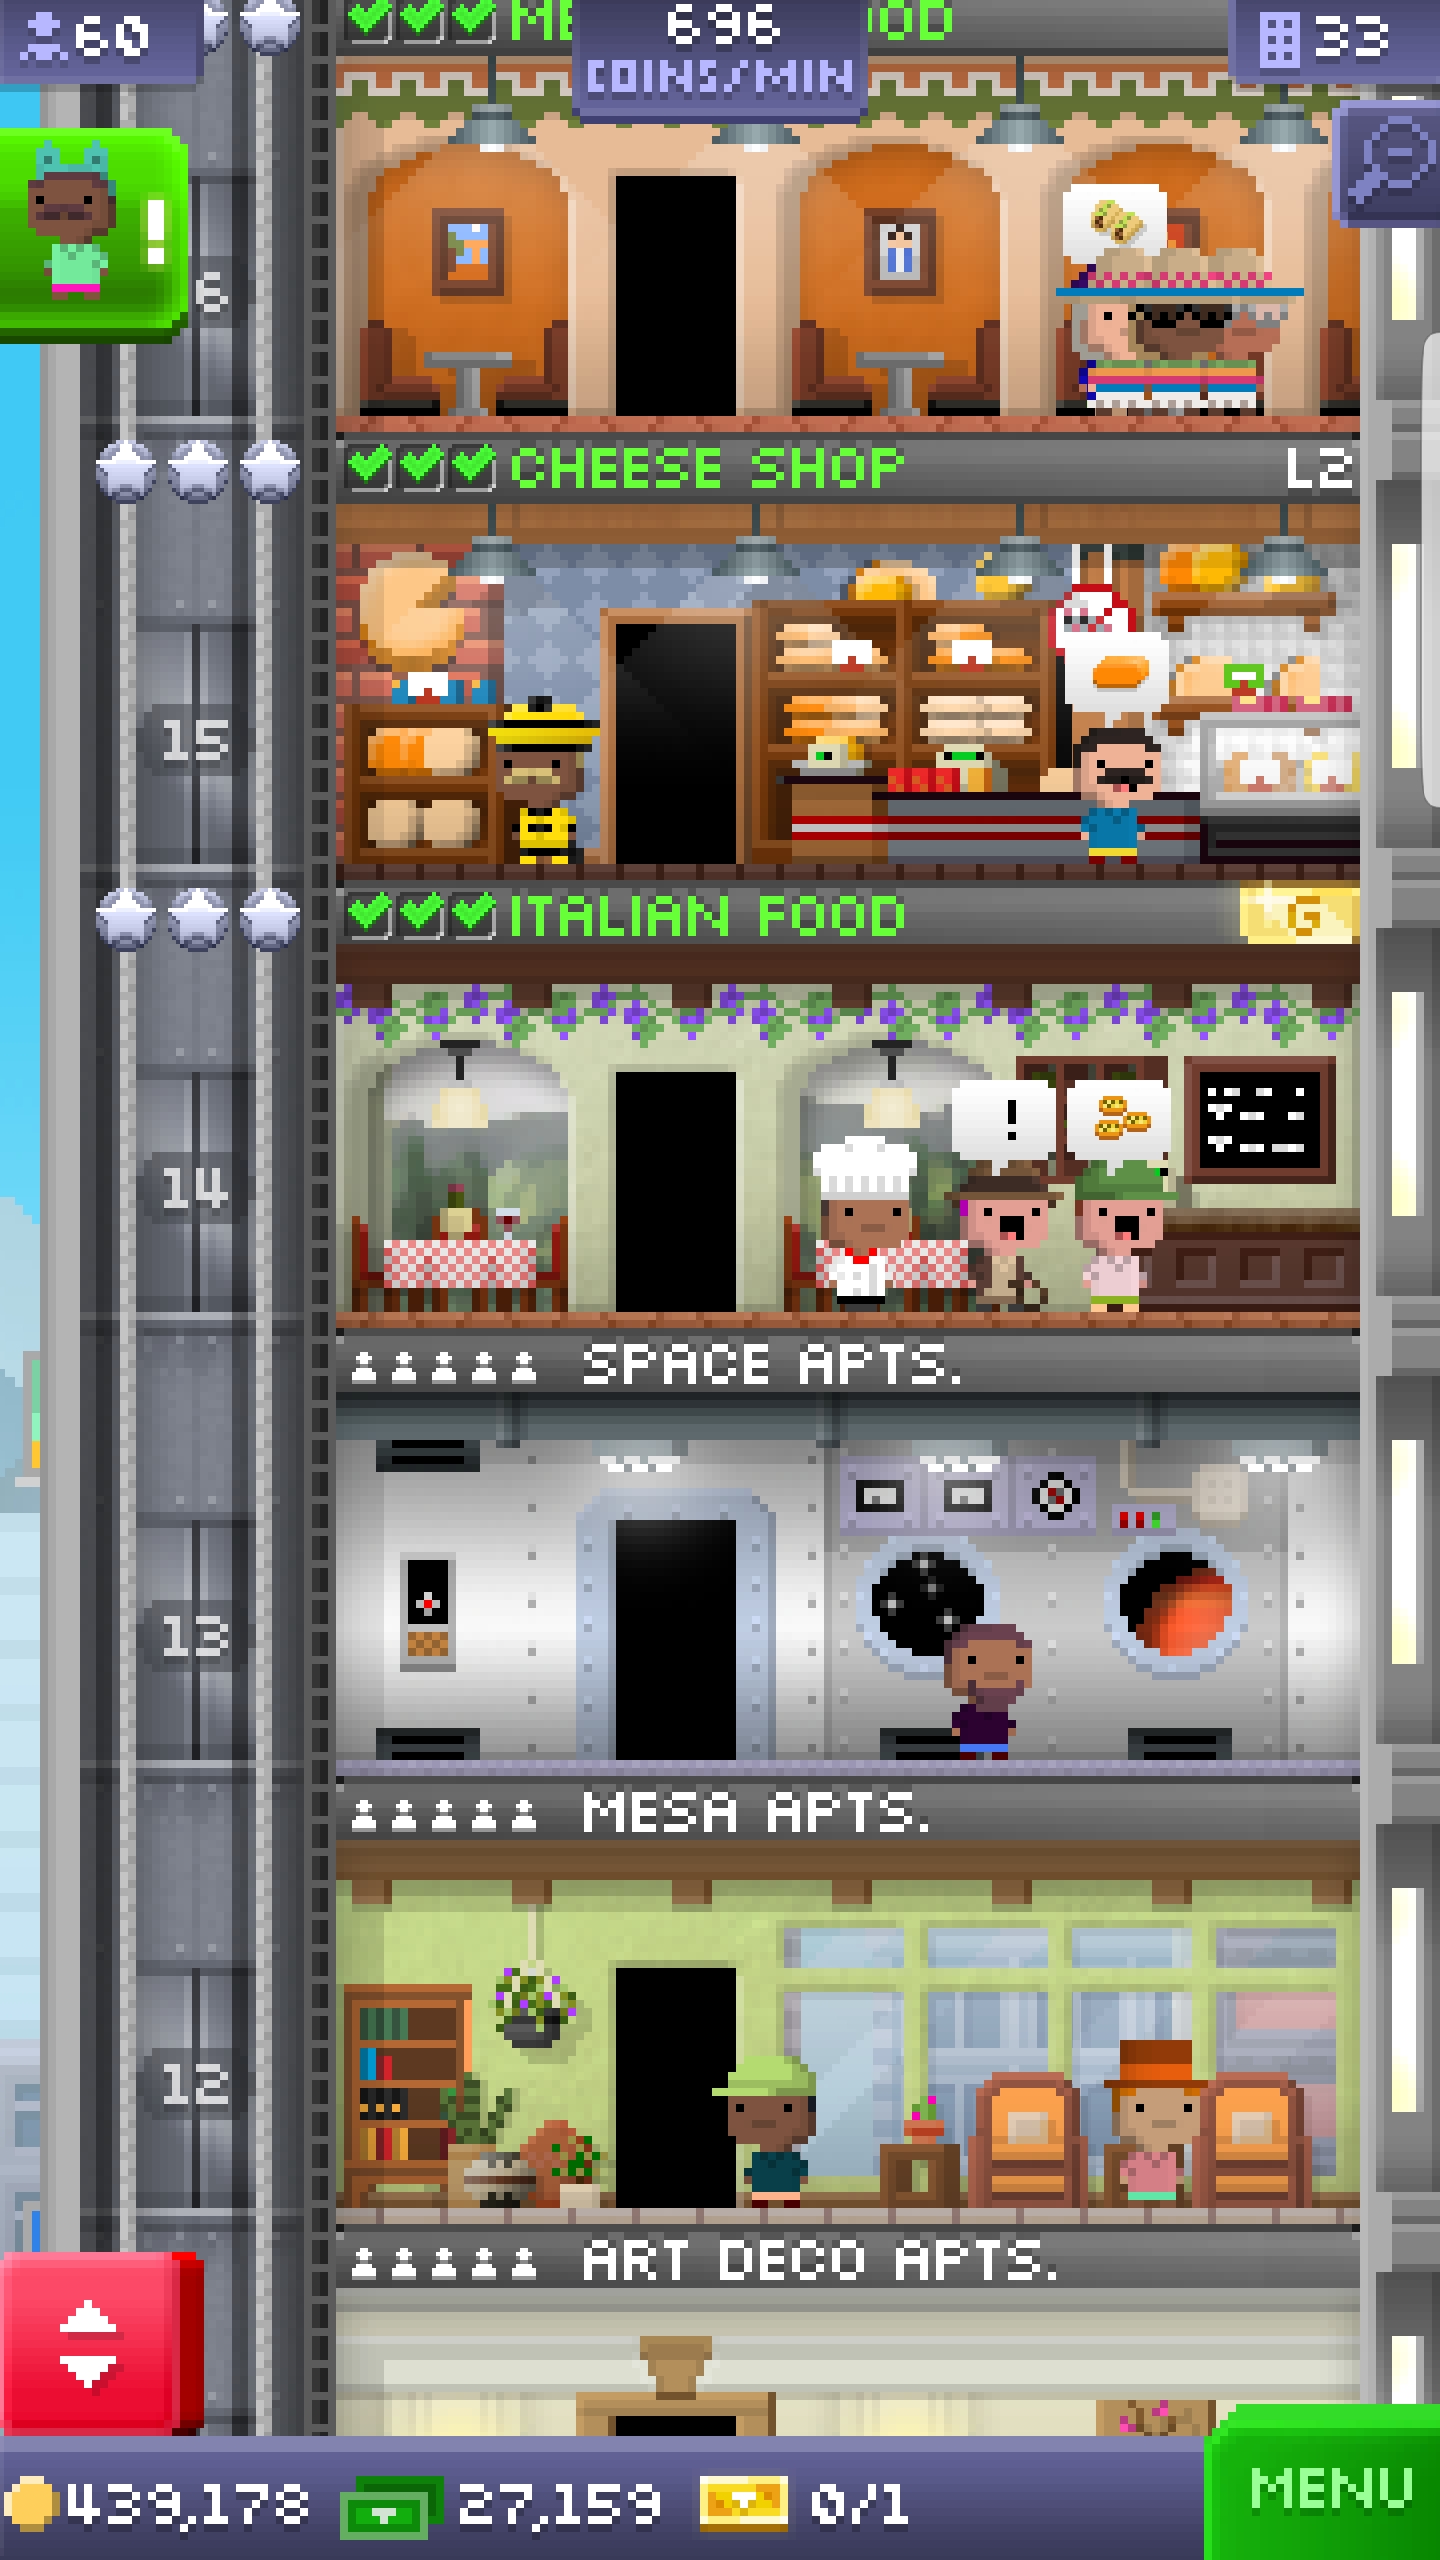 60
696
COINS/MIN
33
!
6
CHEESE SHOP L2
15
ITALIAN FOOD G
!
14
SPACE APTS.
13
MESA APTS.
12
ART DECO APTS.
439,178 27,159 0/1
MENU